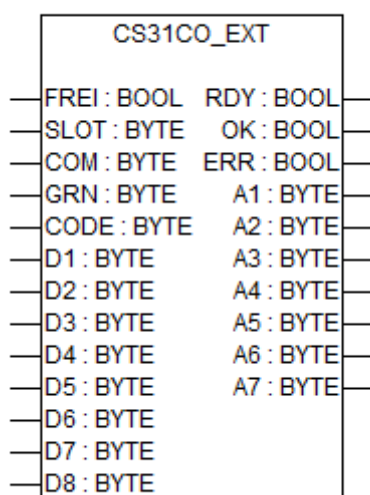 CS31CO_EXT
FREI : BOOL RDY : BOOL
SLOT : BYTE OK : BOOL
COM : BYTE ERR : BOOL
GRN : BYTE A1 : BYTE
CODE : BYTE A2 : BYTE
D1 : BYTE A3 : BYTE
D2 : BYTE A4 : BYTE
D3 : BYTE A5 : BYTE
D4 : BYTE A6 : BYTE
D5 : BYTE A7 : BYTE
D6 : BYTE
D7 : BYTE
D8 : BYTE